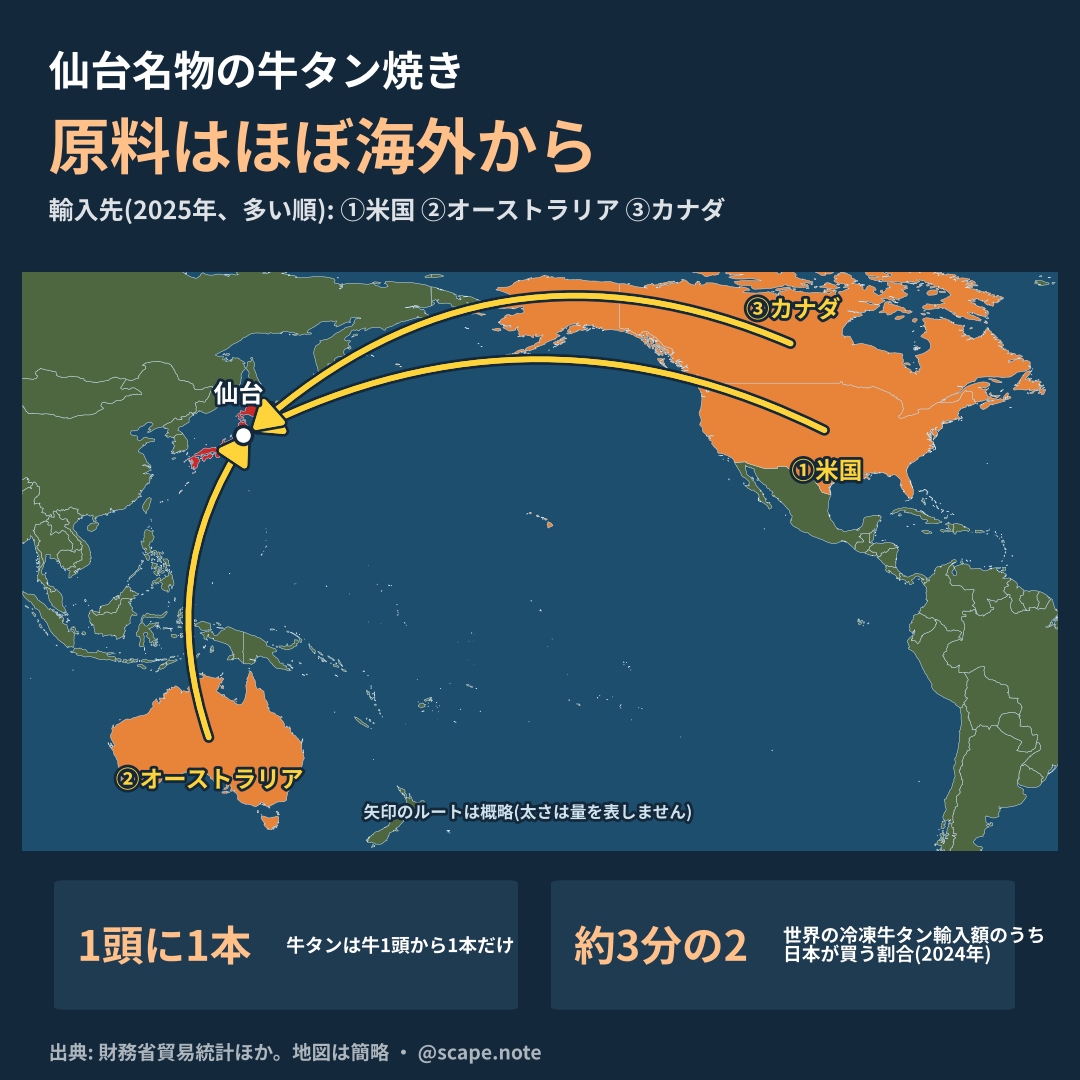 仙台名物の牛タン焼き
原料はほぼ海外から
輸入先(2025年、多い順): ①米国 ②オーストラリア ③カナダ
③カナダ
仙台
①米国
②オーストラリア
矢印のルートは概略(太さは量を表しません)
1頭に1本
牛タンは牛1頭から1本だけ
約3分の2
世界の冷凍牛タン輸入額のうち
日本が買う割合(2024年)
出典: 財務省貿易統計ほか。地図は簡略 ・ @scape.note